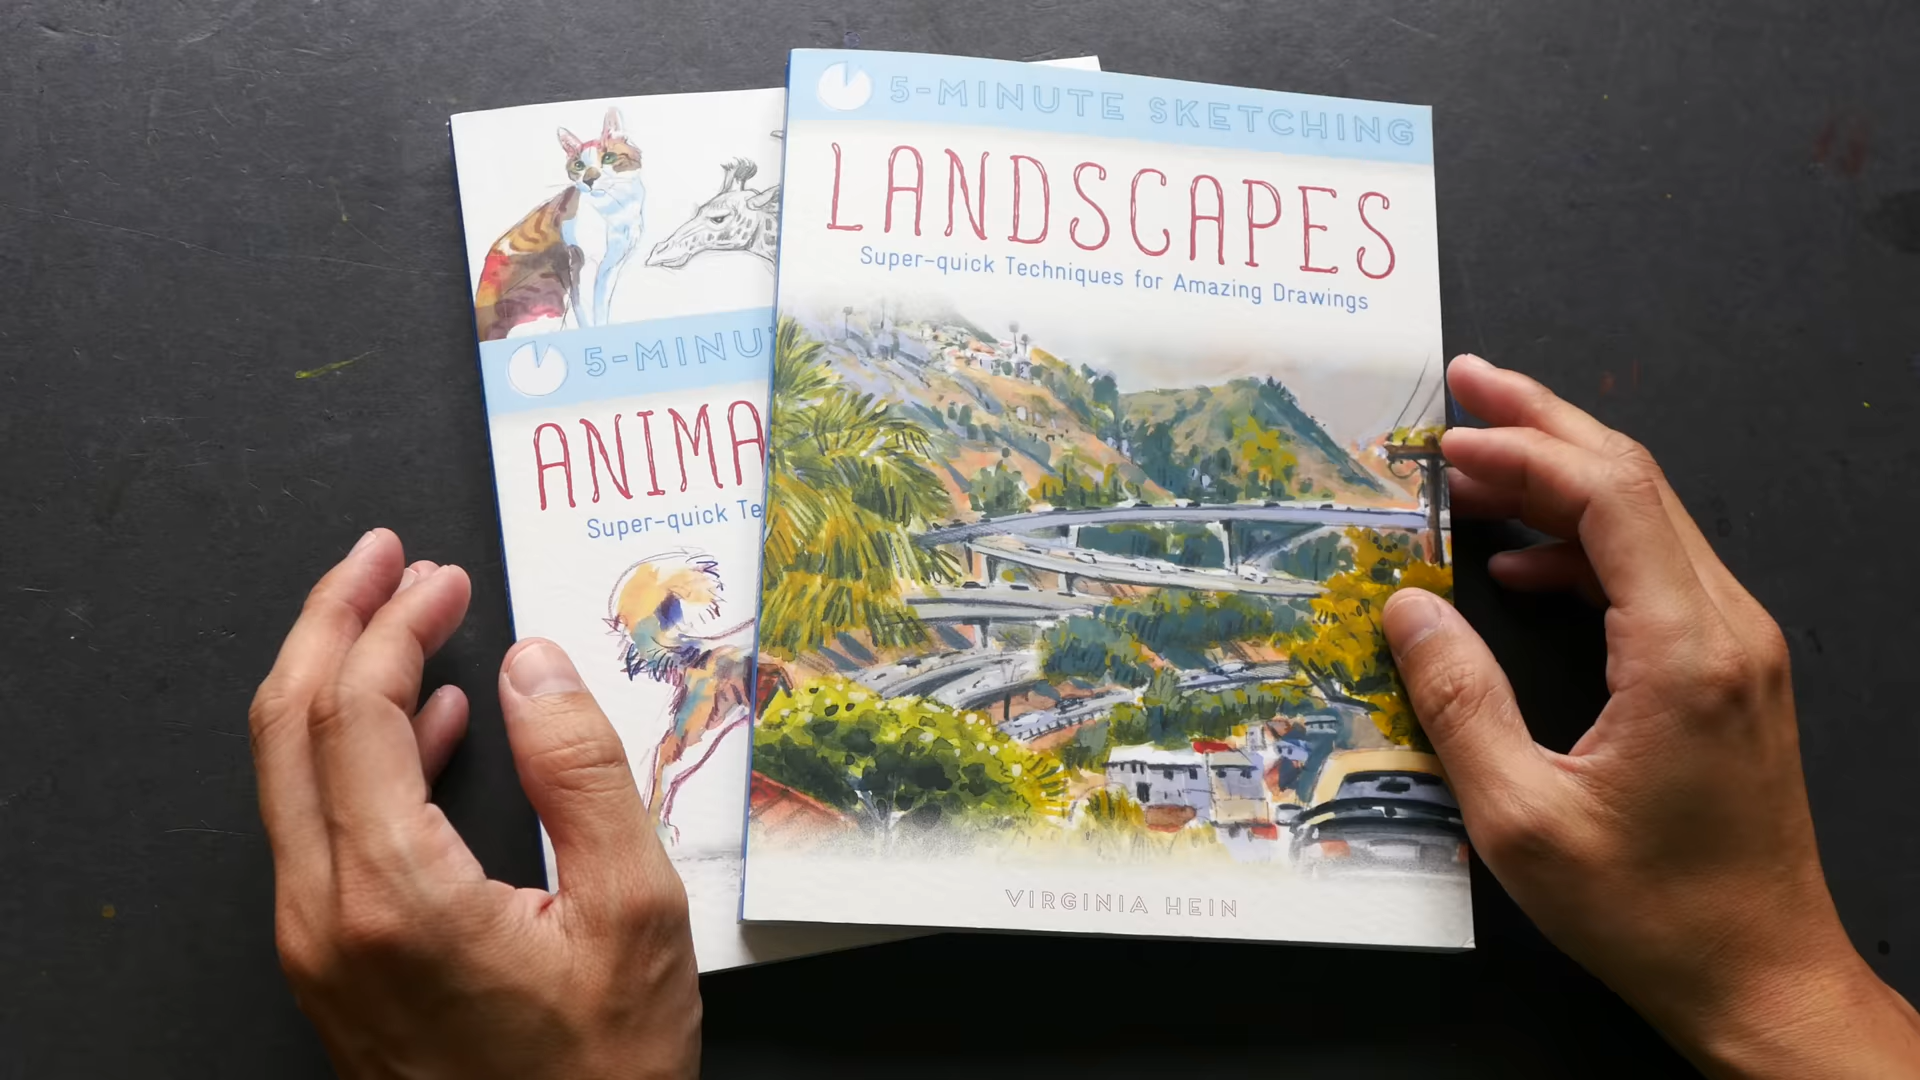 5-MINUTE SKETCHING
LANDSCAPES
Super-quick Techniques for Amazing Drawings
VIRGINIA HEIN
5-MINU
ANIMA
Super-quick Te